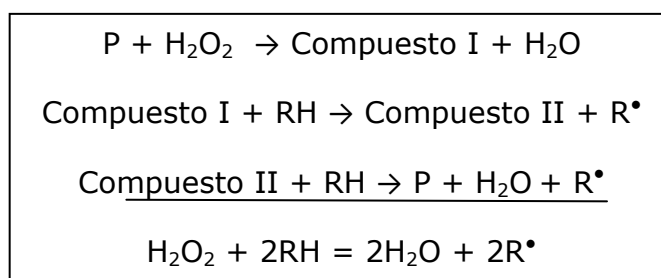 P + H₂O₂ → Compuesto I + H₂O
Compuesto I + RH → Compuesto II + R•
Compuesto II + RH → P + H₂O + R•
H₂O₂ + 2RH = 2H₂O + 2R•